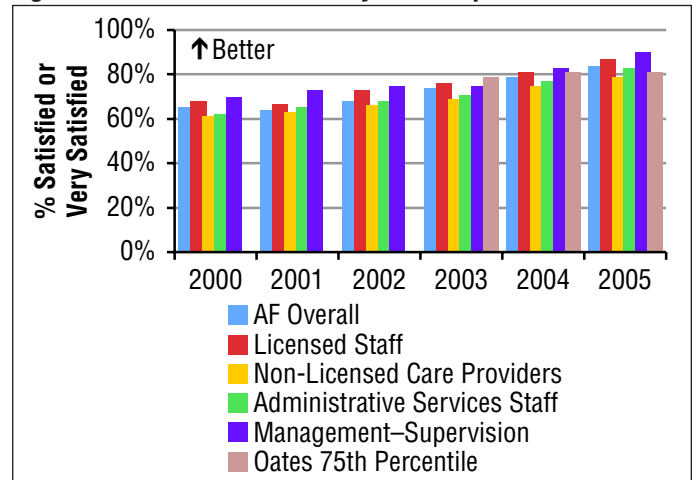 100%
↑ Better
80%
60%
40%
20%
0%
% Satisfied or
Very Satisfied
2000 2001 2002 2003 2004 2005
AF Overall
Licensed Staff
Non-Licensed Care Providers
Administrative Services Staff
Management–Supervision
Oates 75th Percentile